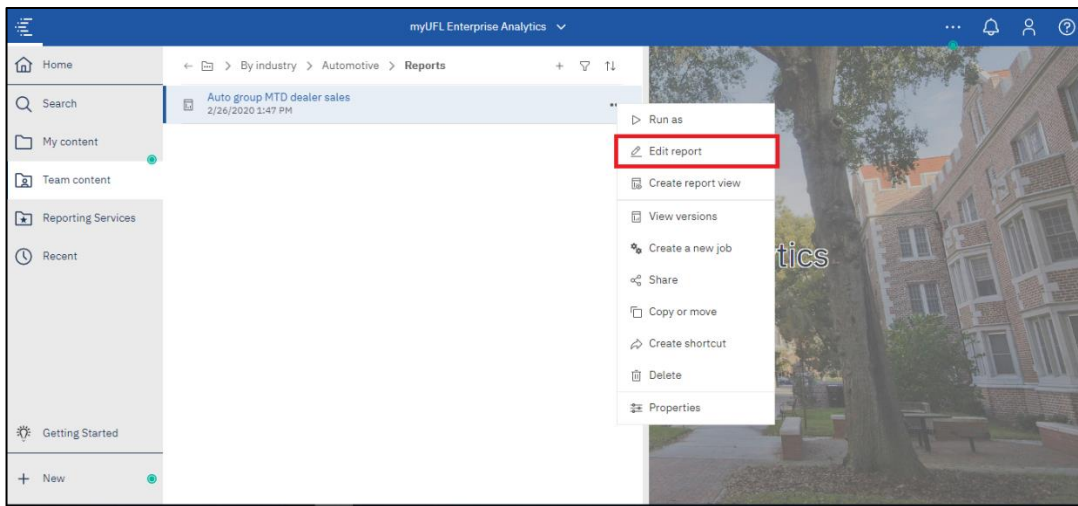 myUFL Enterprise Analytics
Home
By industry > Automotive > Reports
Search
Auto group MTD dealer sales
2/26/2020 1:47 PM
My content
Team content
Reporting Services
Recent
Getting Started
+ New
Run as
Edit report
Create report view
View versions
Create a new job
Share
Copy or move
Create shortcut
Delete
Properties
tics